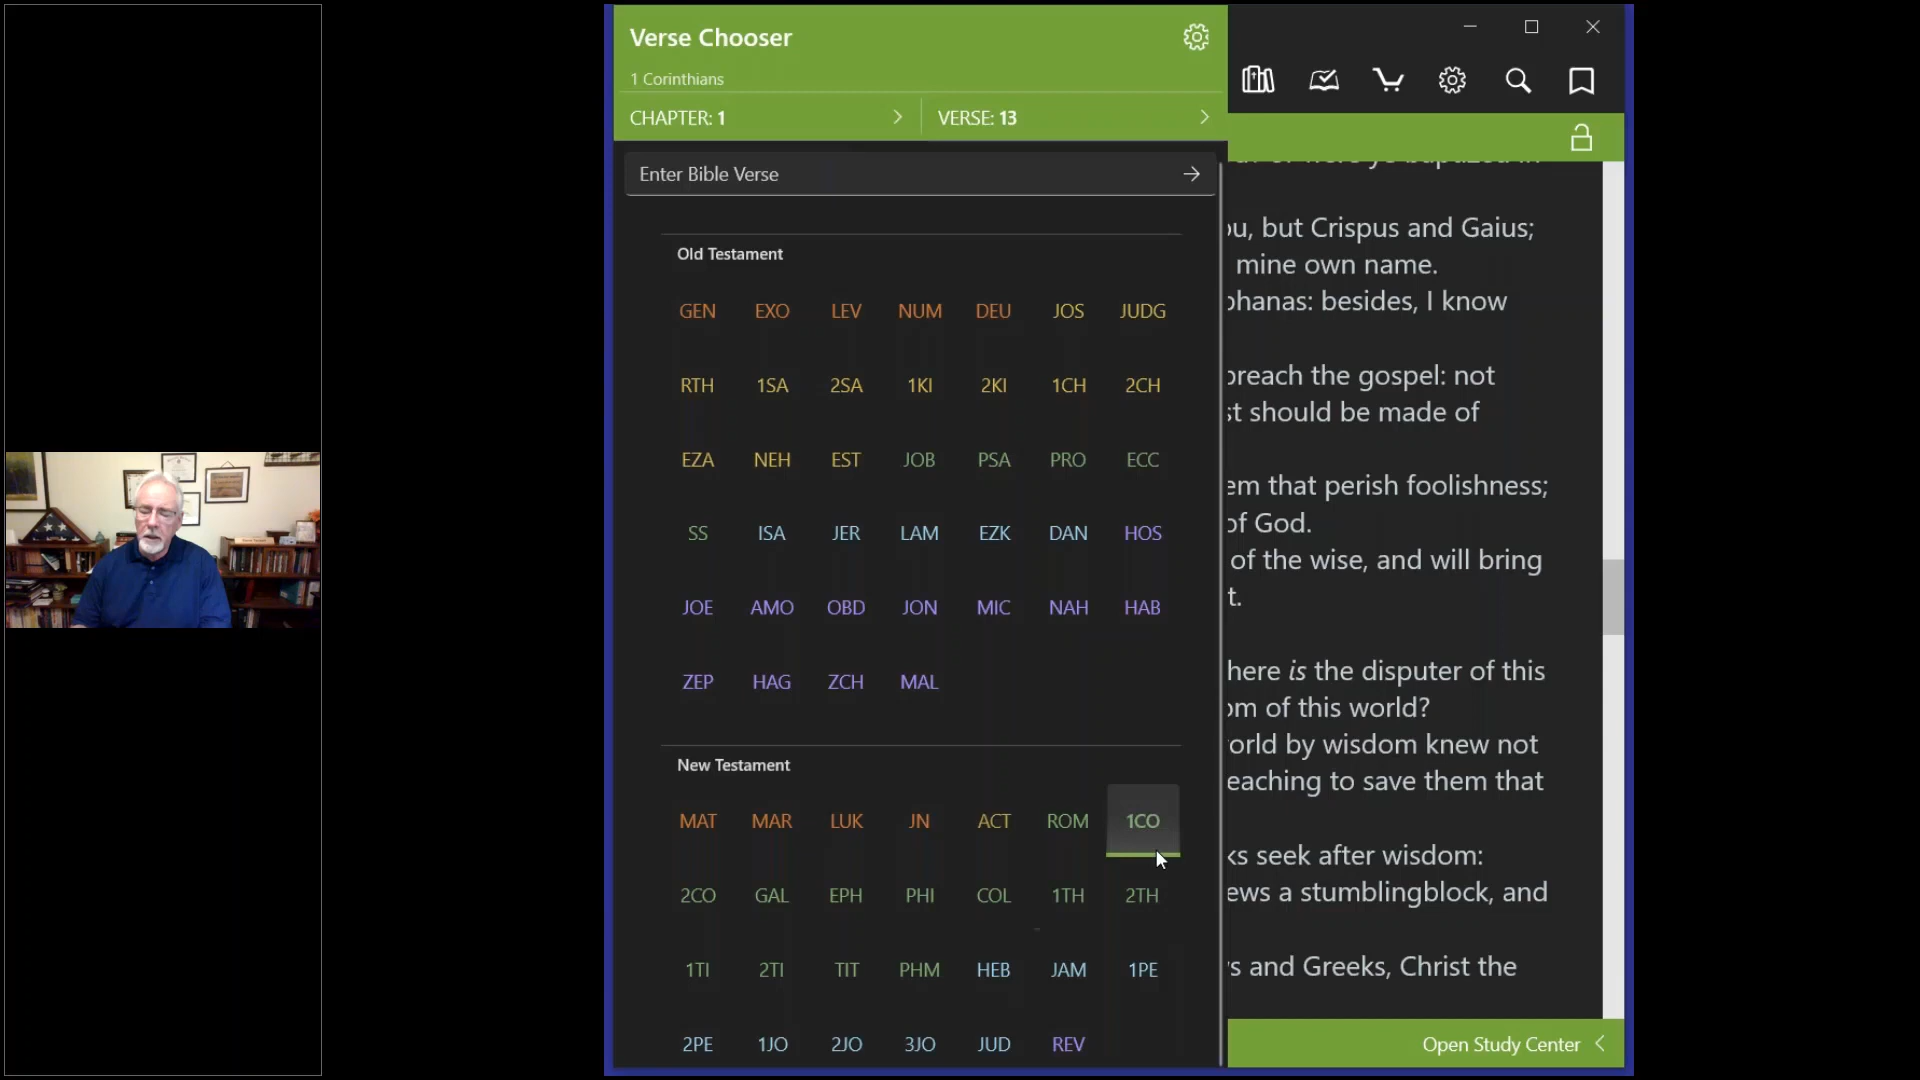 Verse Chooser
1 Corinthians
CHAPTER: 1
VERSE: 13
Enter Bible Verse
Old Testament
GEN EXO LEV NUM DEU JOS JUDG
RTH 1SA 2SA 1KI 2KI 1CH 2CH
EZA NEH EST JOB PSA PRO ECC
SS ISA JER LAM EZK DAN HOS
JOE AMO OBD JON MIC NAH HAB
ZEP HAG ZCH MAL
New Testament
MAT MAR LUK JN ACT ROM 1CO
2CO GAL EPH PHI COL 1TH 2TH
1TI 2TI TIT PHM HEB JAM 1PE
2PE 1JO 2JO 3JO JUD REV
ou, but Crispus and Gaius;
mine own name.
phanas: besides, I know
preach the gospel: not
st should be made of
em that perish foolishness;
of God.
of the wise, and will bring
t.
here is the disputer of this
om of this world?
orld by wisdom knew not
eaching to save them that
ks seek after wisdom:
ews a stumblingblock, and
s and Greeks, Christ the
Open Study Center